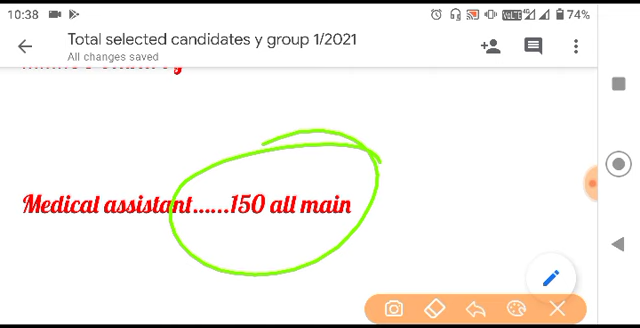 10:38
74%
Total selected candidates y group 1/2021
All changes saved
Medical assistant......150 all main